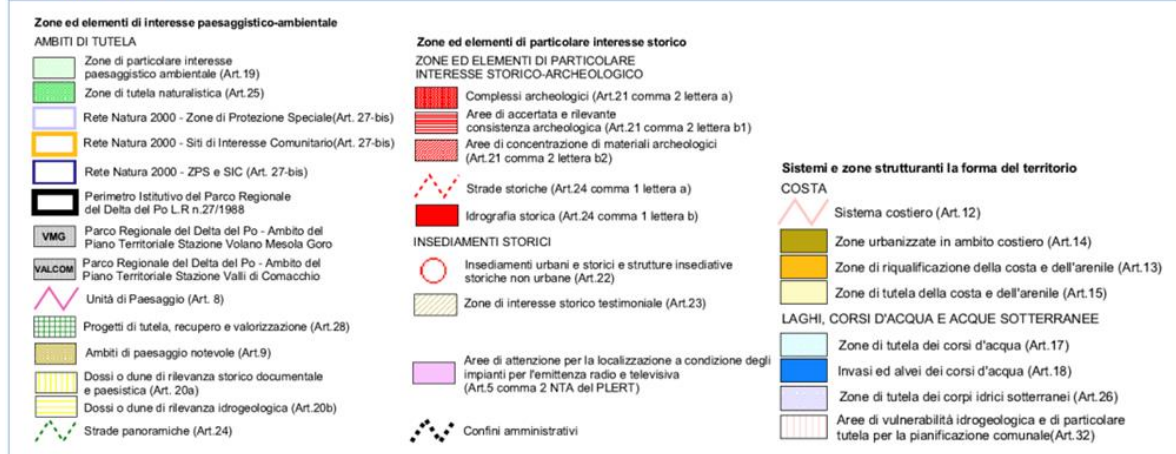 Zone ed elementi di interesse paesaggistico-ambientale
AMBITI DI TUTELA
Zone di particolare interesse
paesaggistico ambientale (Art.19)
Zone di tutela naturalistica (Art.25)
Rete Natura 2000 - Zone di Protezione Speciale(Art. 27-bis)
Rete Natura 2000 - Siti di Interesse Comunitario(Art. 27-bis)
Rete Natura 2000 - ZPS e SIC (Art. 27-bis)
Perimetro Istitutivo del Parco Regionale
del Delta del Po L.R n.27/1988
VMG
Parco Regionale del Delta del Po - Ambito del
Piano Territoriale Stazione Volano Mesola Goro
VALCOM
Parco Regionale del Delta del Po - Ambito del
Piano Territoriale Stazione Valli di Comacchio
Unità di Paesaggio (Art. 8)
Progetti di tutela, recupero e valorizzazione (Art.28)
Ambiti di paesaggio notevole (Art.9)
Dossi o dune di rilevanza storico documentale
e paesistica (Art. 20a)
Dossi o dune di rilevanza idrogeologica (Art.20b)
Strade panoramiche (Art.24)
Zone ed elementi di particolare interesse storico
ZONE ED ELEMENTI DI PARTICOLARE
INTERESSE STORICO-ARCHEOLOGICO
Complessi archeologici (Art.21 comma 2 lettera a)
Aree di accertata e rilevante
consistenza archeologica (Art.21 comma 2 lettera b1)
Aree di concentrazione di materiali archeologici
(Art.21 comma 2 lettera b2)
Strade storiche (Art.24 comma 1 lettera a)
Idrografia storica (Art.24 comma 1 lettera b)
INSEDIAMENTI STORICI
Insediamenti urbani e storici e strutture insediative
storiche non urbane (Art.22)
Zone di interesse storico testimoniale (Art.23)
Aree di attenzione per la localizzazione a condizione degli
impianti per l'emittenza radio e televisiva
(Art.5 comma 2 NTA del PLERT)
Confini amministrativi
Sistemi e zone strutturanti la forma del territorio
COSTA
Sistema costiero (Art.12)
Zone urbanizzate in ambito costiero (Art.14)
Zone di riqualificazione della costa e dell'arenile (Art.13)
Zone di tutela della costa e dell'arenile (Art.15)
LAGHI, CORSI D'ACQUA E ACQUE SOTTERRANEE
Zone di tutela dei corsi d'acqua (Art.17)
Invasi ed alvei dei corsi d'acqua (Art.18)
Zone di tutela dei corpi idrici sotterranei (Art.26)
Aree di vulnerabilità idrogeologica e di particolare
tutela per la pianificazione comunale(Art.32)